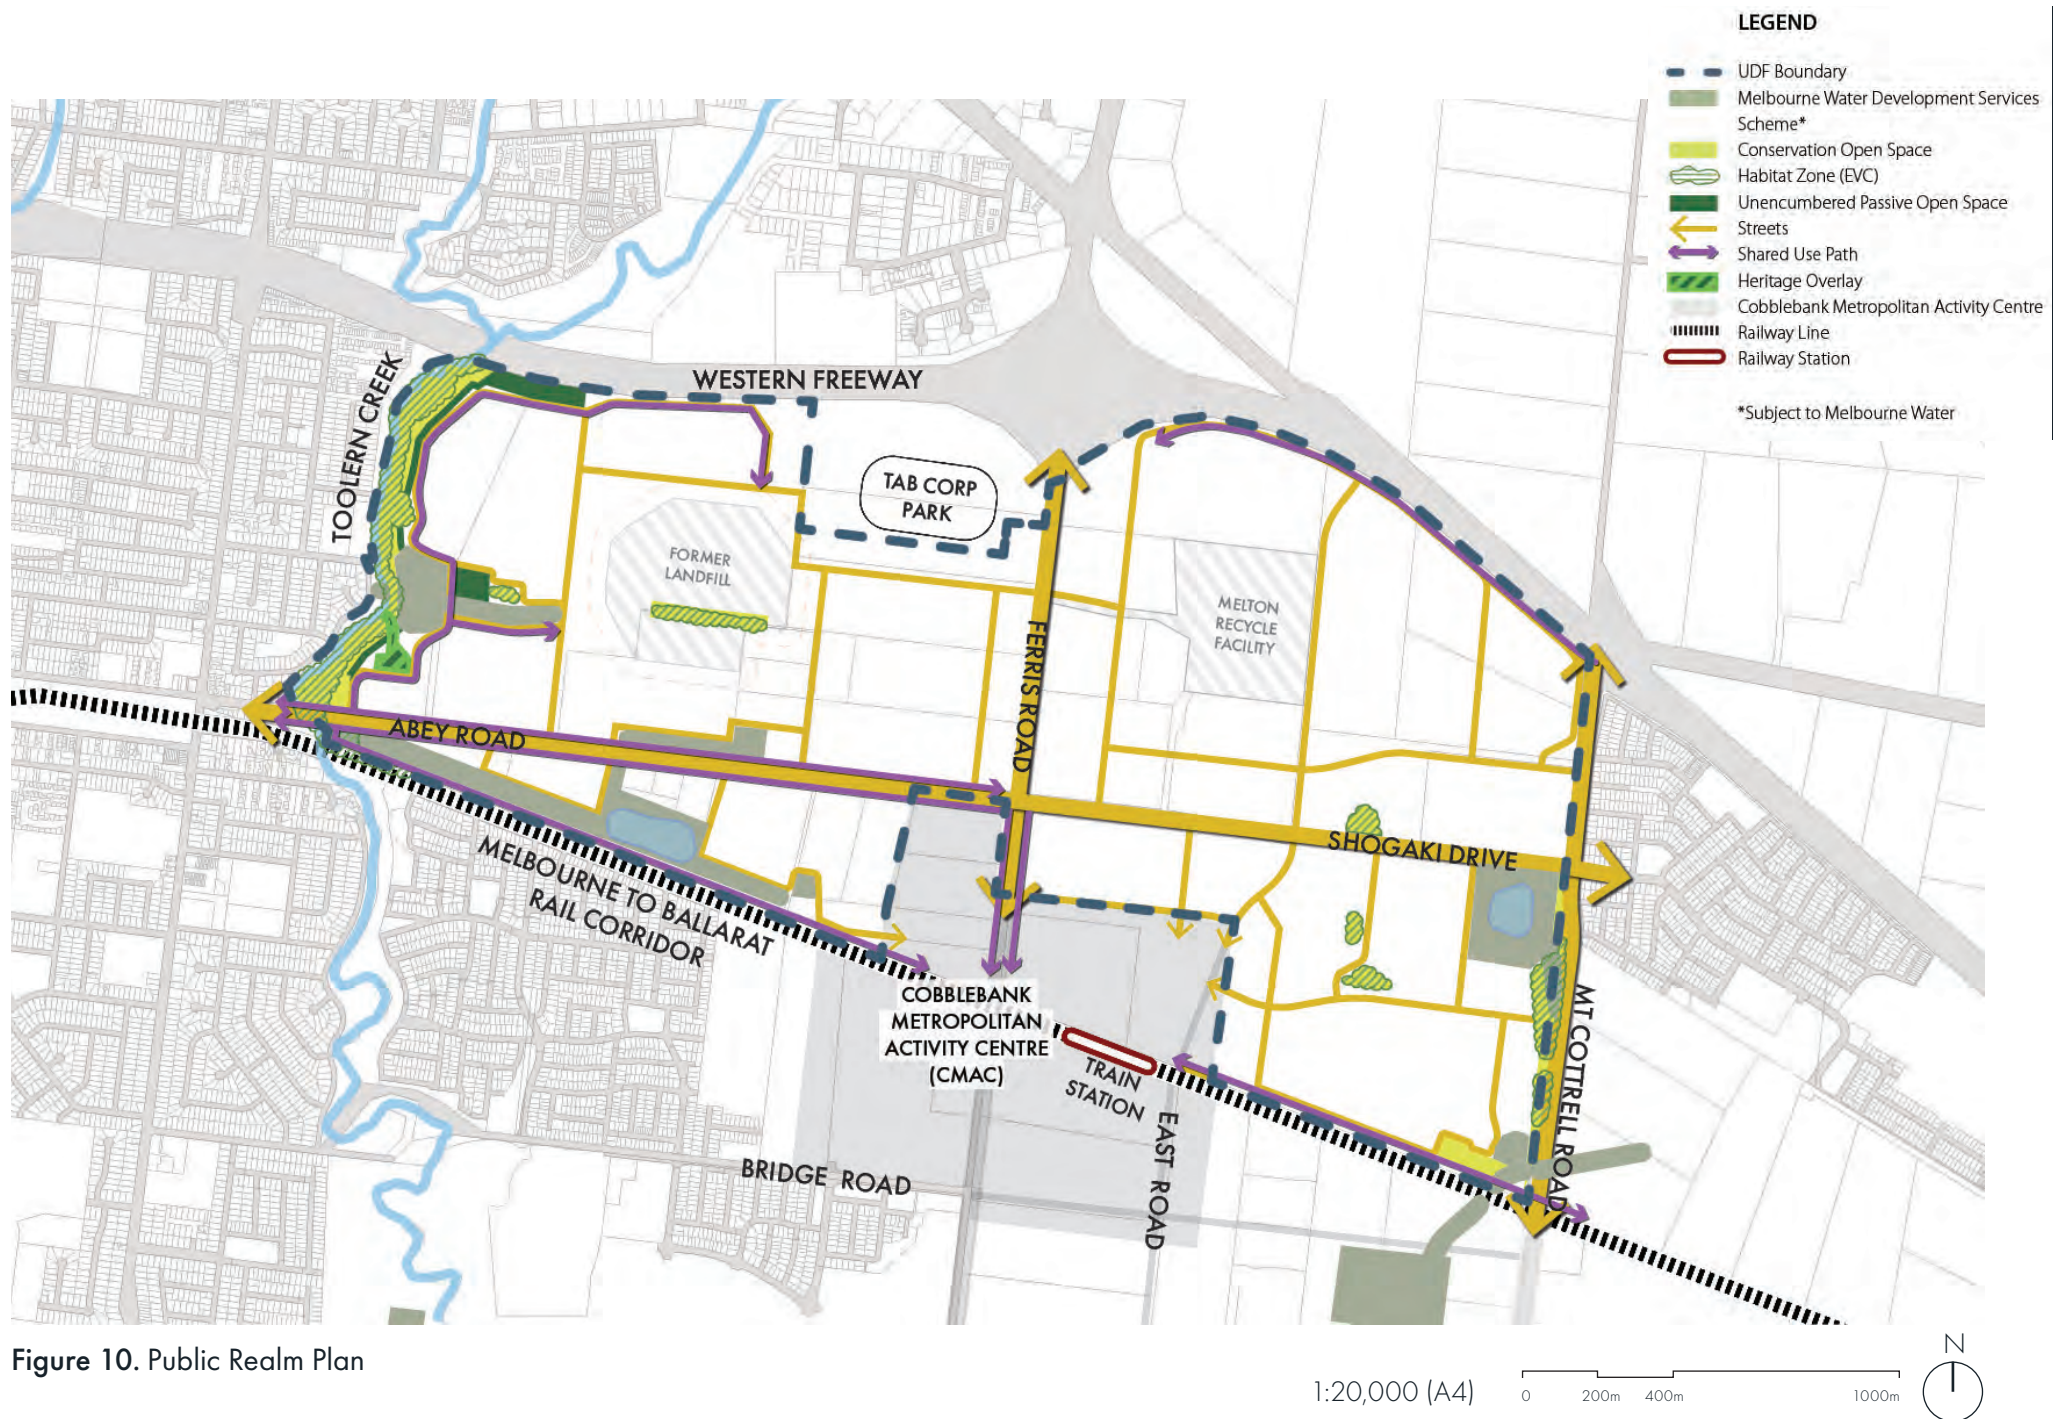 LEGEND
UDF Boundary
Melbourne Water Development Services
Scheme*
Conservation Open Space
Habitat Zone (EVC)
Unencumbered Passive Open Space
Streets
Shared Use Path
Heritage Overlay
Cobblebank Metropolitan Activity Centre
Railway Line
Railway Station
*Subject to Melbourne Water
WESTERN FREEWAY
TOOLERN CREEK
TAB CORP
PARK
FORMER
LANDFILL
MELTON
RECYCLE
FACILITY
FERRIS ROAD
ABEY ROAD
SHOGAKI DRIVE
MELBOURNE TO BALLARAT
RAIL CORRIDOR
COBBLEBANK
METROPOLITAN
ACTIVITY CENTRE
(CMAC)
TRAIN
STATION
MT COTTRELL ROAD
EAST ROAD
BRIDGE ROAD
Figure 10. Public Realm Plan
1:20,000 (A4)
0 200m 400m 1000m
N